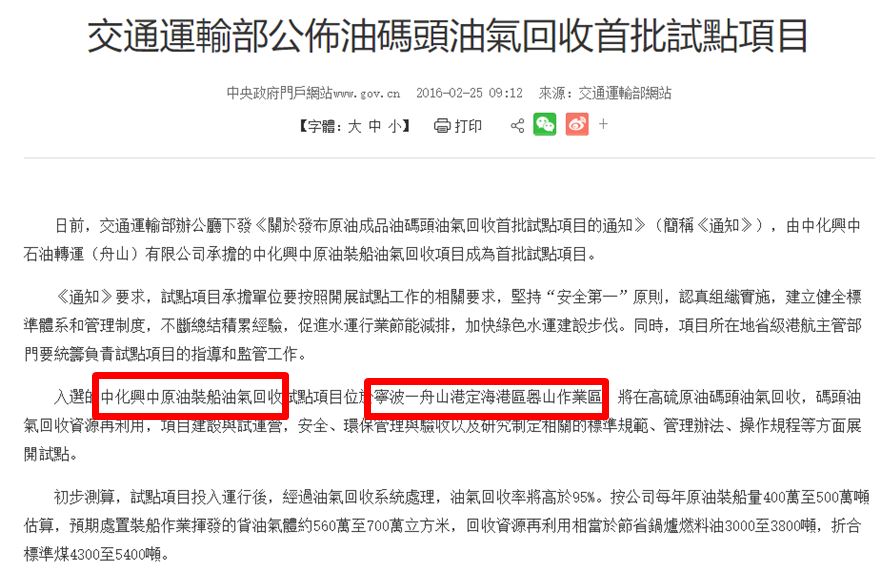 交通運輸部公佈油碼頭油氣回收首批試點項目
中央政府門戶網站www.gov.cn 2016-02-25 09:12 來源：交通運輸部網站
【字體：大 中 小】 打印 +
日前，交通運輸部辦公廳下發《關於發布原油成品油碼頭油氣回收首批試點項目的通知》（簡稱《通知》），由中化興中
石油轉運（舟山）有限公司承擔的中化興中原油裝船油氣回收項目成為首批試點項目。
《通知》要求，試點項目承擔單位要按照開展試點工作的相關要求，堅持“安全第一”原則，認真組織實施，建立健全標
準體系和管理制度，不斷總結積累經驗，促進水運行業節能減排，加快綠色水運建設步伐。同時，項目所在地省級港航主管部
門要統籌負責試點項目的指導和監管工作。
入選的中化興中原油裝船油氣回收試點項目位於寧波一舟山港定海港區嶴山作業區 將在高硫原油碼頭油氣回收，碼頭油
氣回收資源再利用，項目建設與試運營，安全、環保管理與驗收以及研究制定相關的標準規範、管理辦法、操作規程等方面展
開試點。
初步測算，試點項目投入運行後，經過油氣回收系統處理，油氣回收率將高於95%。按公司每年原油裝船量400萬至500萬噸
估算，預期處置裝船作業揮發的貨油氣體約560萬至700萬立方米，回收資源再利用相當於節省鍋爐燃料油3000至3800噸，折合
標準煤4300至5400噸。